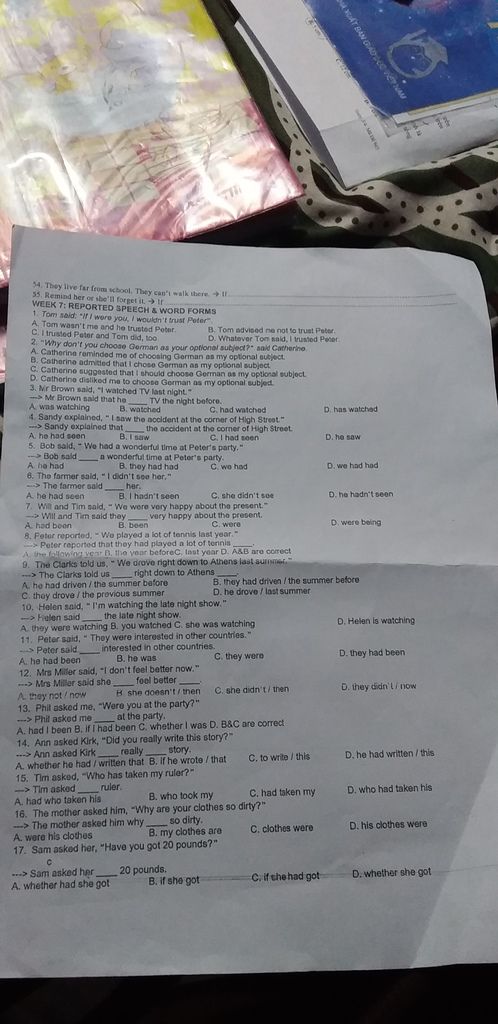 NHÀ XUẤT BẢN GIÁO DỤC VIỆT NAM
54. They live far from school. They can't walk there. → If
55. Remind her or she'll forget it. → If
WEEK 7: REPORTED SPEECH & WORD FORMS
1. Tom said: "If I were you, I wouldn't trust Peter".
A. Tom wasn't me and he trusted Peter. B. Tom advised me not to trust Peter.
C. I trusted Peter and Tom did, too D. Whatever Tom said, I trusted Peter.
2. "Why don't you choose German as your optional subject?" said Catherine.
A. Catherine reminded me of choosing German as my optional subject.
B. Catherine admitted that I chose German as my optional subject.
C. Catherine suggested that I should choose German as my optional subject.
D. Catherine disliked me to choose German as my optional subject.
3. Mr Brown said, "I watched TV last night."
---> Mr Brown said that he ____ TV the night before.
A. was watching B. watched C. had watched D. has watched
4. Sandy explained, " I saw the accident at the corner of High Street."
---> Sandy explained that ____ the accident at the corner of High Street.
A. he had seen B. I saw C. I had seen D. he saw
5. Bob said, " We had a wonderful time at Peter's party."
---> Bob said ____ a wonderful time at Peter's party.
A. he had B. they had had C. we had D. we had had
6. The farmer said, " I didn't see her."
---> The farmer said ____ her.
A. he had seen B. I hadn't seen C. she didn't see D. he hadn't seen
7. Will and Tim said, " We were very happy about the present."
---> Will and Tim said they ____ very happy about the present.
A. had been B. been C. were D. were being
8. Peter reported, " We played a lot of tennis last year."
---> Peter reported that they had played a lot of tennis ____.
A. the following year B. the year beforeC. last year D. A&B are correct
9. The Clarks told us, " We drove right down to Athens last summer."
---> The Clarks told us ____ right down to Athens ____.
A. he had driven / the summer before B. they had driven / the summer before
C. they drove / the previous summer D. he drove / last summer
10. Helen said, " I'm watching the late night show."
---> Helen said ____ the late night show.
A. they were watching B. you watched C. she was watching D. Helen is watching
11. Peter said, " They were interested in other countries."
---> Peter said ____ interested in other countries.
A. he had been B. he was C. they were D. they had been
12. Mrs Miller said, "I don't feel better now."
---> Mrs Miller said she ____ feel better ____.
A. they not / now B. she doesn't / then C. she didn't / then D. they didn't / now
13. Phil asked me, "Were you at the party?"
---> Phil asked me ____ at the party.
A. had I been B. if I had been C. whether I was D. B&C are correct
14. Ann asked Kirk, "Did you really write this story?"
---> Ann asked Kirk ____ really ____ story.
A. whether he had / written that B. if he wrote / that C. to write / this D. he had written / this
15. Tim asked, "Who has taken my ruler?"
---> Tim asked ____ ruler.
A. had who taken his B. who took my C. had taken my D. who had taken his
16. The mother asked him, "Why are your clothes so dirty?"
---> The mother asked him why ____ so dirty.
A. were his clothes B. my clothes are C. clothes were D. his clothes were
17. Sam asked her, "Have you got 20 pounds?"
c
---> Sam asked her ____ 20 pounds.
A. whether had she got B. if she got C. if she had got D. whether she got